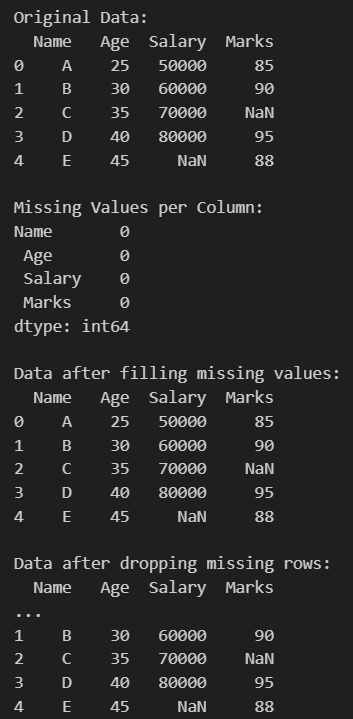 Original Data:
  Name   Age  Salary  Marks
0    A    25   50000     85
1    B    30   60000     90
2    C    35   70000    NaN
3    D    40   80000     95
4    E    45     NaN     88

Missing Values per Column:
Name       0
 Age       0
 Salary    0
 Marks     0
dtype: int64

Data after filling missing values:
  Name   Age  Salary  Marks
0    A    25   50000     85
1    B    30   60000     90
2    C    35   70000    NaN
3    D    40   80000     95
4    E    45     NaN     88

Data after dropping missing rows:
  Name   Age  Salary  Marks
...
1    B    30   60000     90
2    C    35   70000    NaN
3    D    40   80000     95
4    E    45     NaN     88